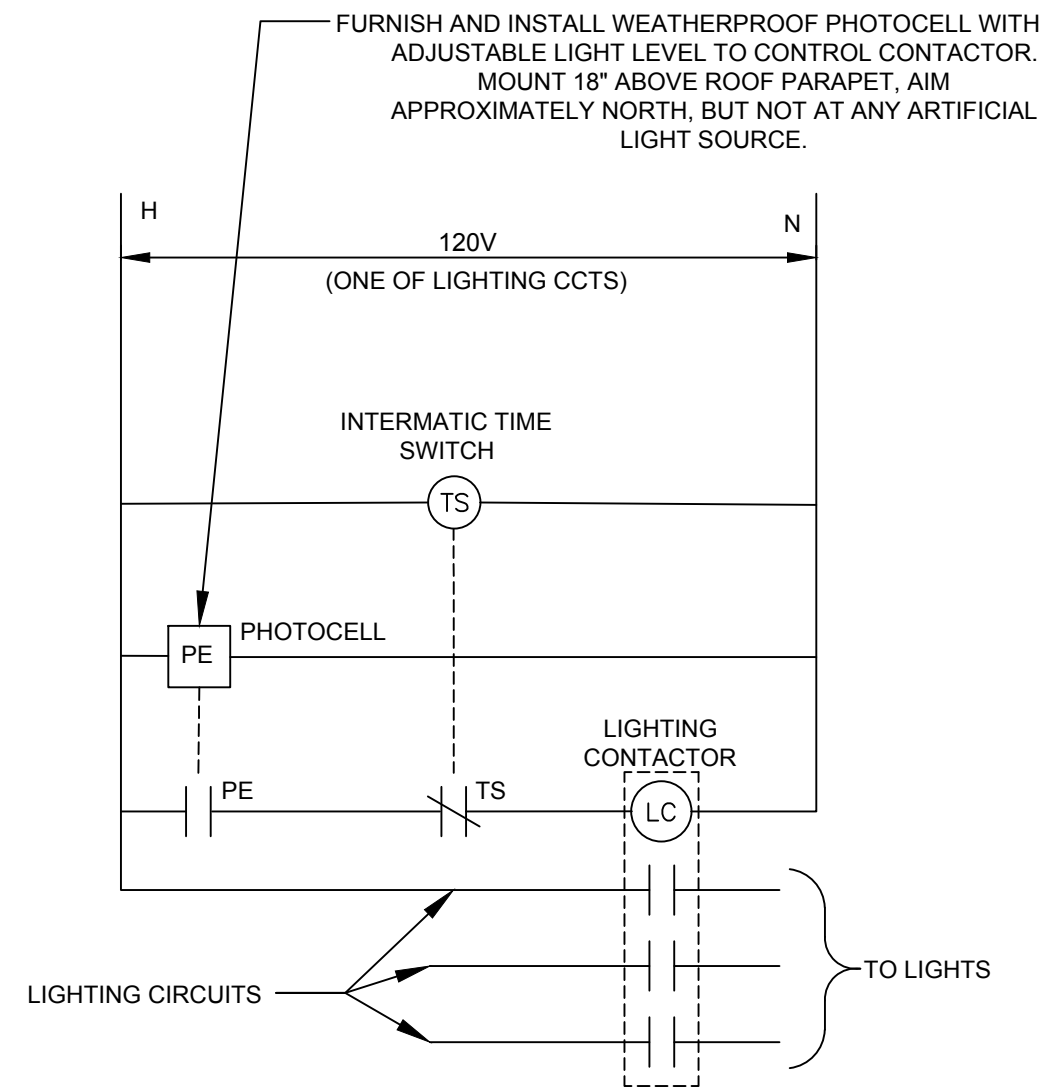 FURNISH AND INSTALL WEATHERPROOF PHOTOCELL WITH
ADJUSTABLE LIGHT LEVEL TO CONTROL CONTACTOR.
MOUNT 18" ABOVE ROOF PARAPET, AIM
APPROXIMATELY NORTH, BUT NOT AT ANY ARTIFICIAL
LIGHT SOURCE.
H
N
120V
(ONE OF LIGHTING CCTS)
INTERMATIC TIME
SWITCH
TS
PHOTOCELL
PE
LIGHTING
CONTACTOR
PE
TS
LC
TO LIGHTS
LIGHTING CIRCUITS